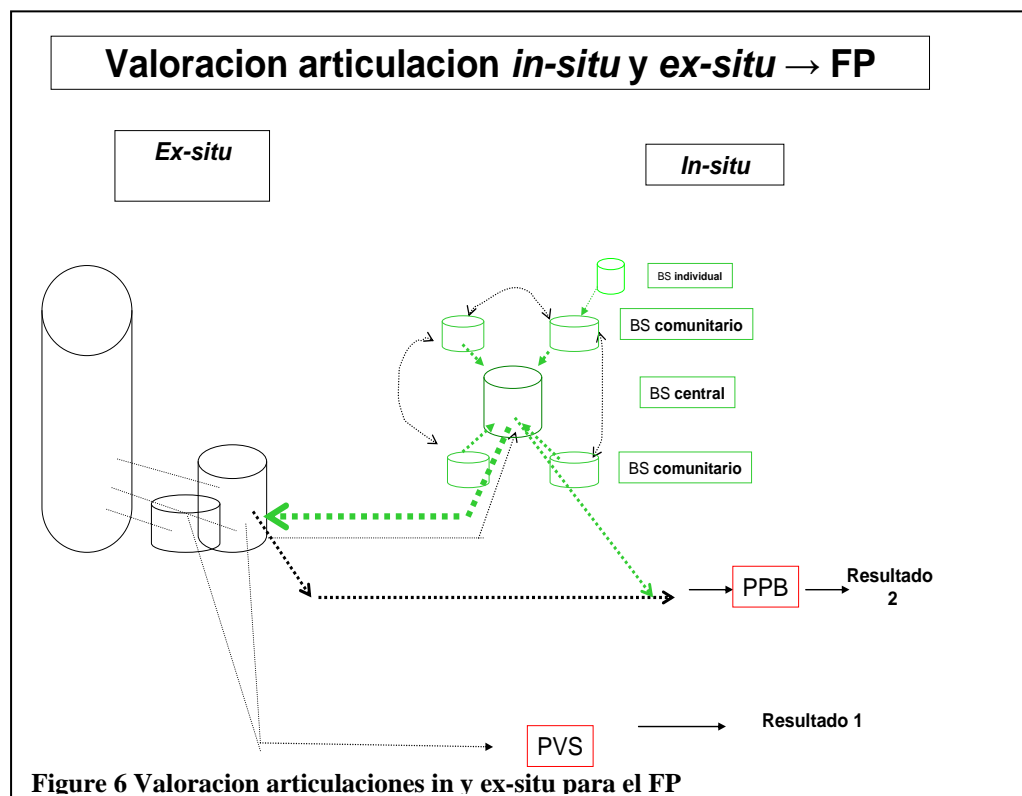 Valoracion articulacion in-situ y ex-situ → FP
Ex-situ
In-situ
BS individual
BS comunitario
BS central
BS comunitario
PPB
Resultado
2
PVS
Resultado 1
Figure 6 Valoracion articulaciones in y ex-situ para el FP